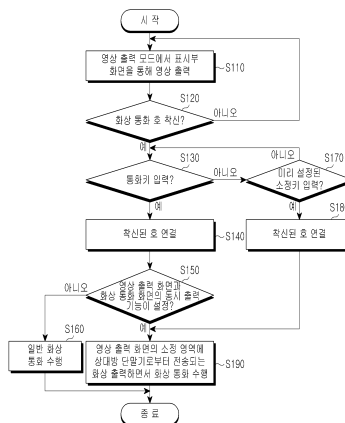 시 작
영상 출력 모드에서 표시부
화면을 통해 영상 출력
S110
S120
화상 통화 호 착신?
아니오
예
S130
통화키 입력?
아니오
예
S170
미리 설정된
소정키 입력?
아니오
예
착신된 호 연결
S140
S180
착신된 호 연결
S150
영상 출력 화면과
화상 통화 화면의 동시 출력
기능이 설정?
아니오
예
S160
일반 화상
통화 수행
영상 출력 화면의 소정 영역에
상대방 단말기로부터 전송되는
화상 출력하면서 화상 통화 수행
S190
종 료